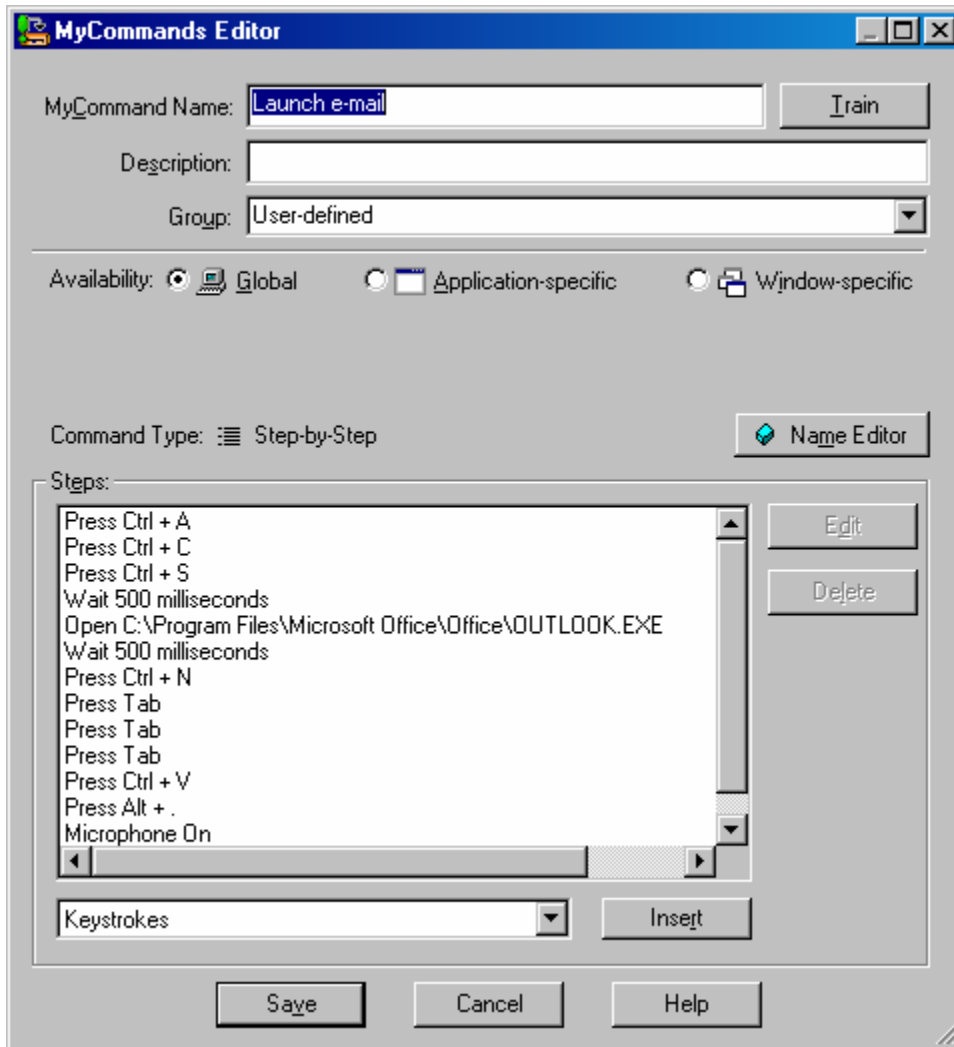 MyCommands Editor
MyCommand Name: Launch e-mail Train
Description:
Group: User-defined
Availability: Global Application-specific Window-specific
Command Type: Step-by-Step Name Editor
Steps:
Press Ctrl + A
Press Ctrl + C
Press Ctrl + S
Wait 500 milliseconds
Open C:\Program Files\Microsoft Office\Office\OUTLOOK.EXE
Wait 500 milliseconds
Press Ctrl + N
Press Tab
Press Tab
Press Tab
Press Ctrl + V
Press Alt + .
Microphone On
Edit
Delete
Keystrokes Insert
Save Cancel Help